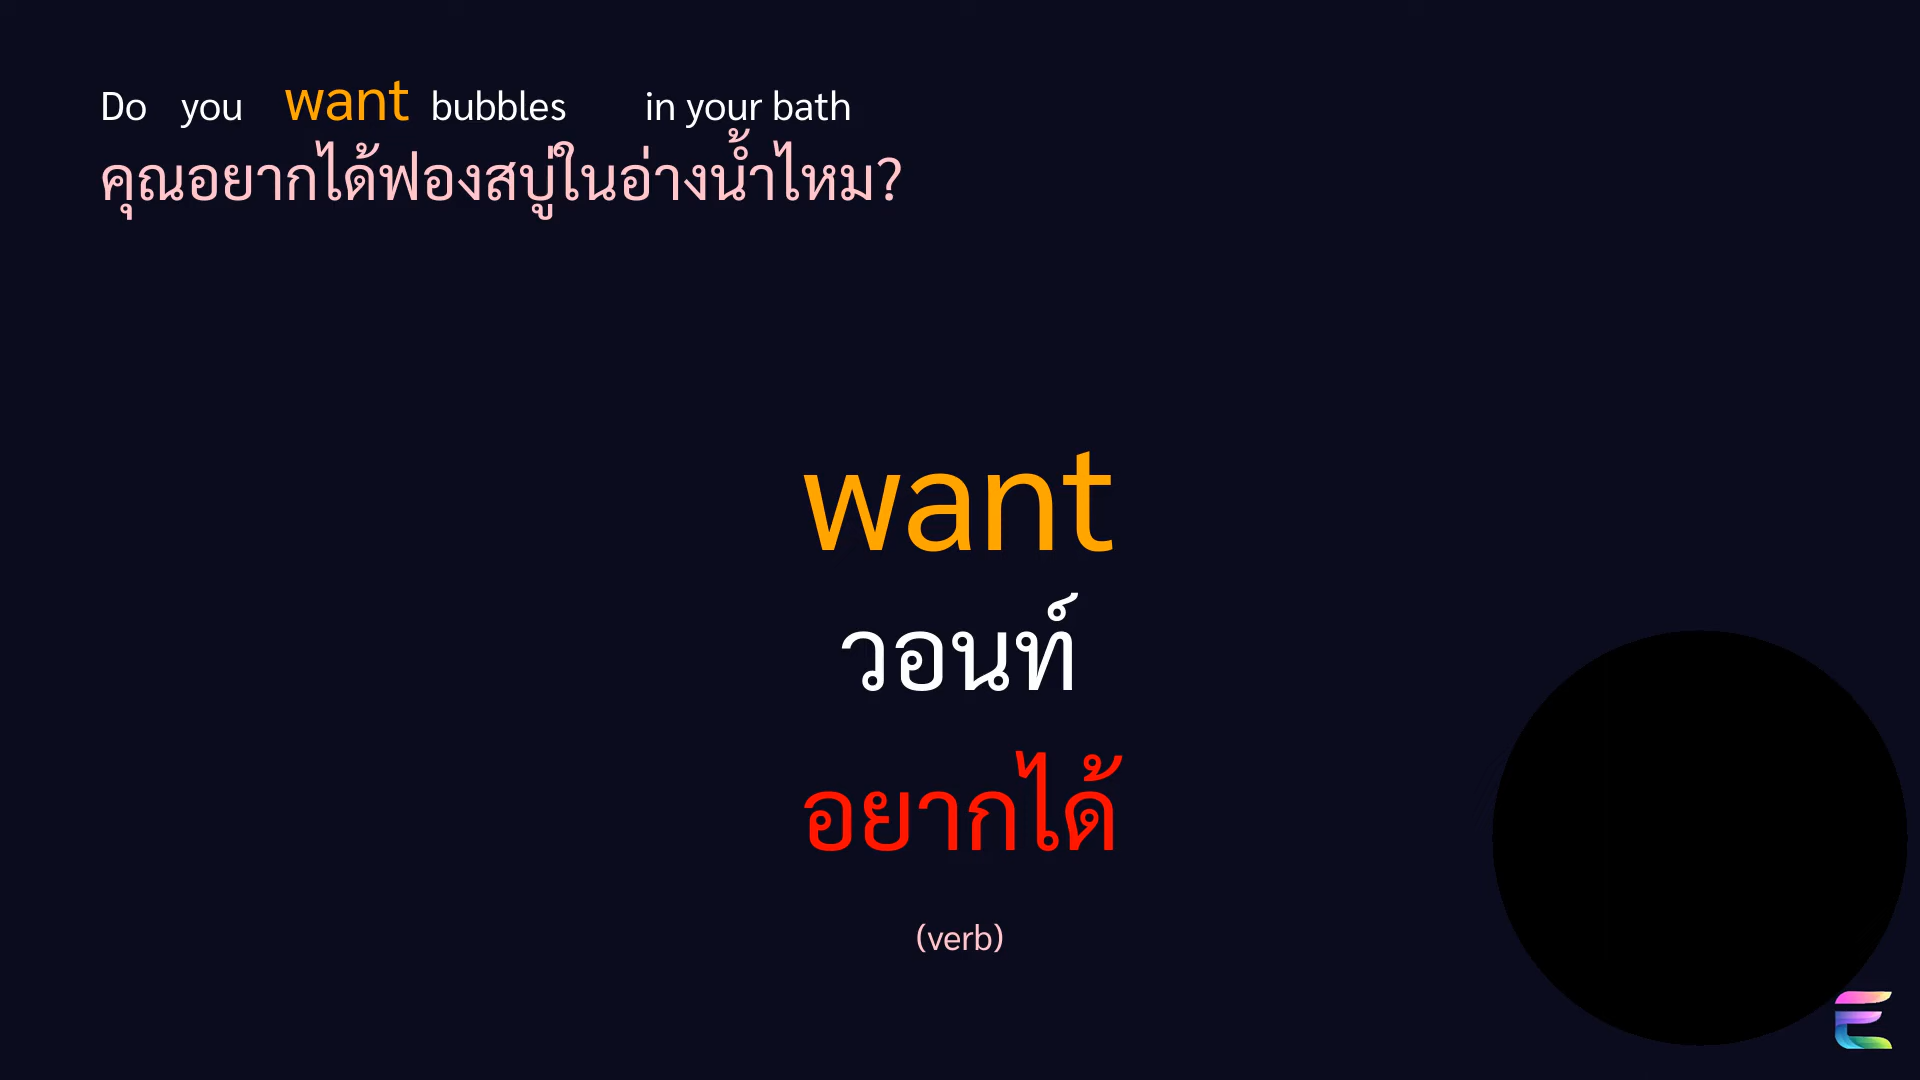 Do you want bubbles in your bath
คุณอยากได้ฟองสบู่ในอ่างน้ำไหม?
want
วอนท์
อยากได้
(verb)